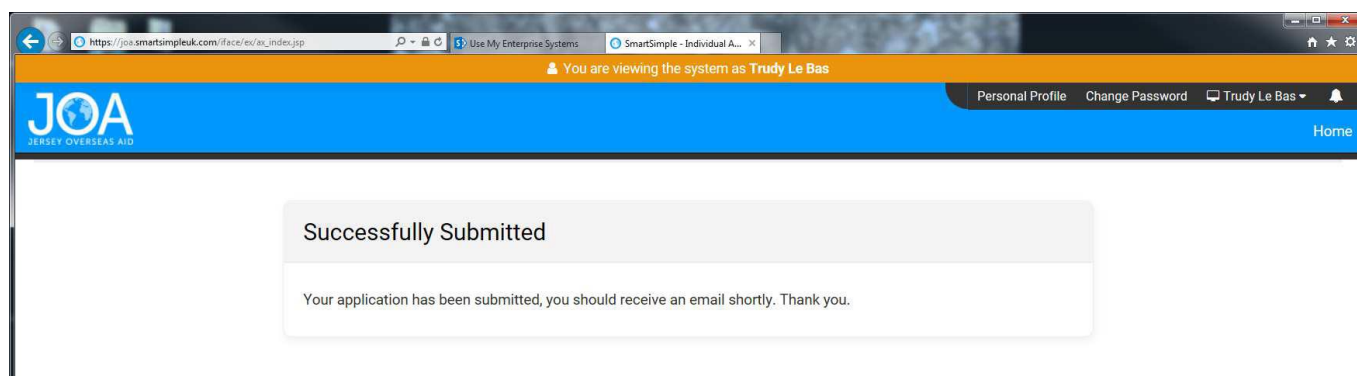 https://joa.smartsimpleuk.com/iface/ex/ax_index.jsp
Use My Enterprise Systems
SmartSimple - Individual A...
You are viewing the system as Trudy Le Bas
JOA
JERSEY OVERSEAS AID
Personal Profile Change Password Trudy Le Bas
Home
Successfully Submitted
Your application has been submitted, you should receive an email shortly. Thank you.